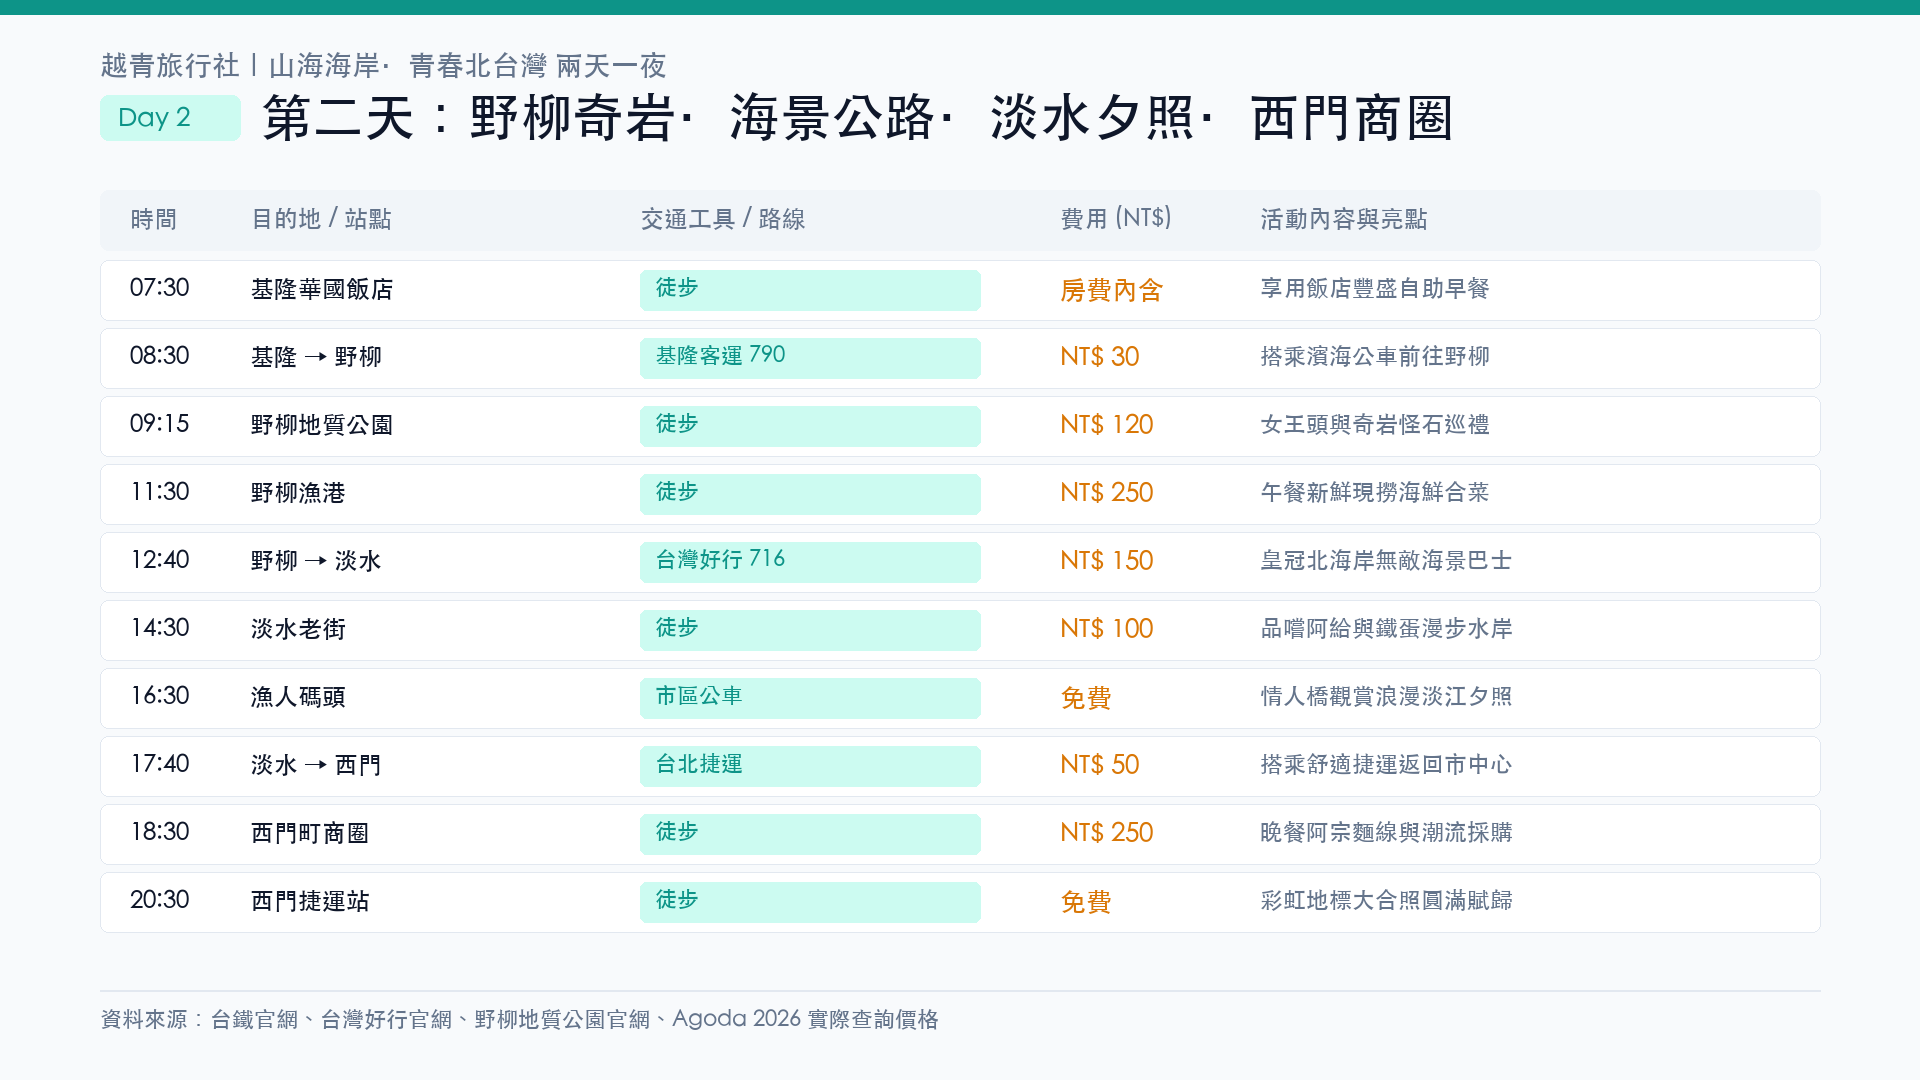 越青旅行社 | 山海海岸· 青春北台灣 兩天一夜
Day 2 第二天：野柳奇岩· 海景公路· 淡水夕照· 西門商圈
時間 目的地 / 站點 交通工具 / 路線 費用 (NT$) 活動內容與亮點
07:30 基隆華國飯店 徒步 房費內含 享用飯店豐盛自助早餐
08:30 基隆 → 野柳 基隆客運 790 NT$ 30 搭乘濱海公車前往野柳
09:15 野柳地質公園 徒步 NT$ 120 女王頭與奇岩怪石巡禮
11:30 野柳漁港 徒步 NT$ 250 午餐新鮮現撈海鮮合菜
12:40 野柳 → 淡水 台灣好行 716 NT$ 150 皇冠北海岸無敵海景巴士
14:30 淡水老街 徒步 NT$ 100 品嚐阿給與鐵蛋漫步水岸
16:30 漁人碼頭 市區公車 免費 情人橋觀賞浪漫淡江夕照
17:40 淡水 → 西門 台北捷運 NT$ 50 搭乘舒適捷運返回市中心
18:30 西門町商圈 徒步 NT$ 250 晚餐阿宗麵線與潮流採購
20:30 西門捷運站 徒步 免費 彩虹地標大合照圓滿賦歸
資料來源：台鐵官網、台灣好行官網、野柳地質公園官網、Agoda 2026 實際查詢價格